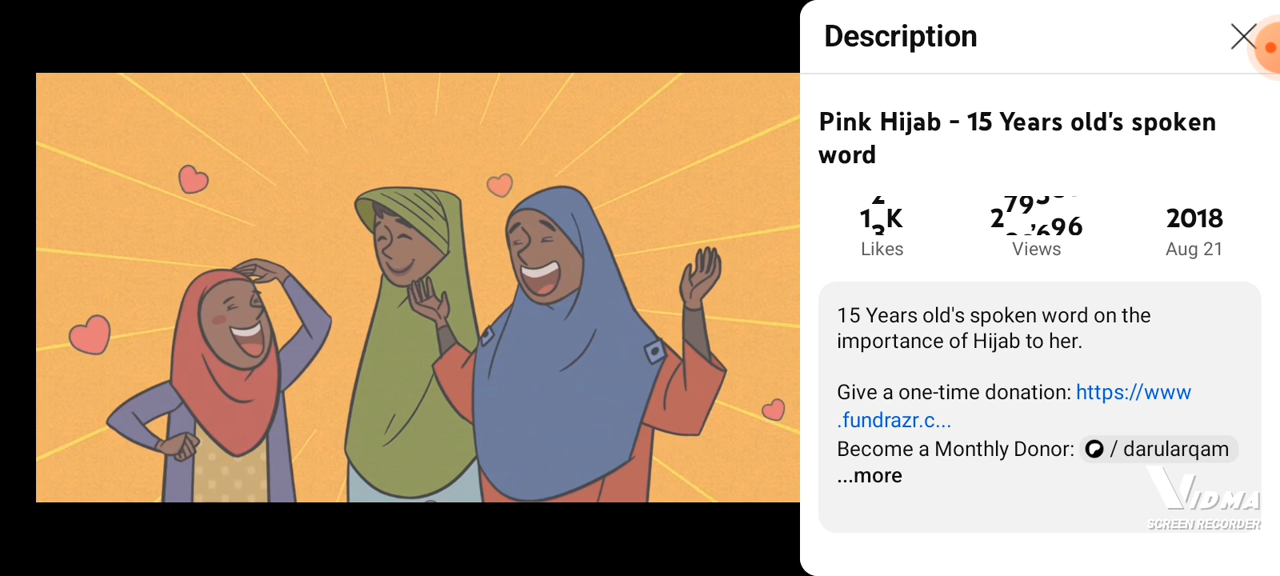 Description
Pink Hijab - 15 Years old's spoken
word
2018
Likes
Views
Aug 21
15 Years old's spoken word on the
importance of Hijab to her.
Give a one-time donation: https://www
.fundrazr.c...
Become a Monthly Donor: / darularqam
...more
VIDMA
SCREEN RECORDER